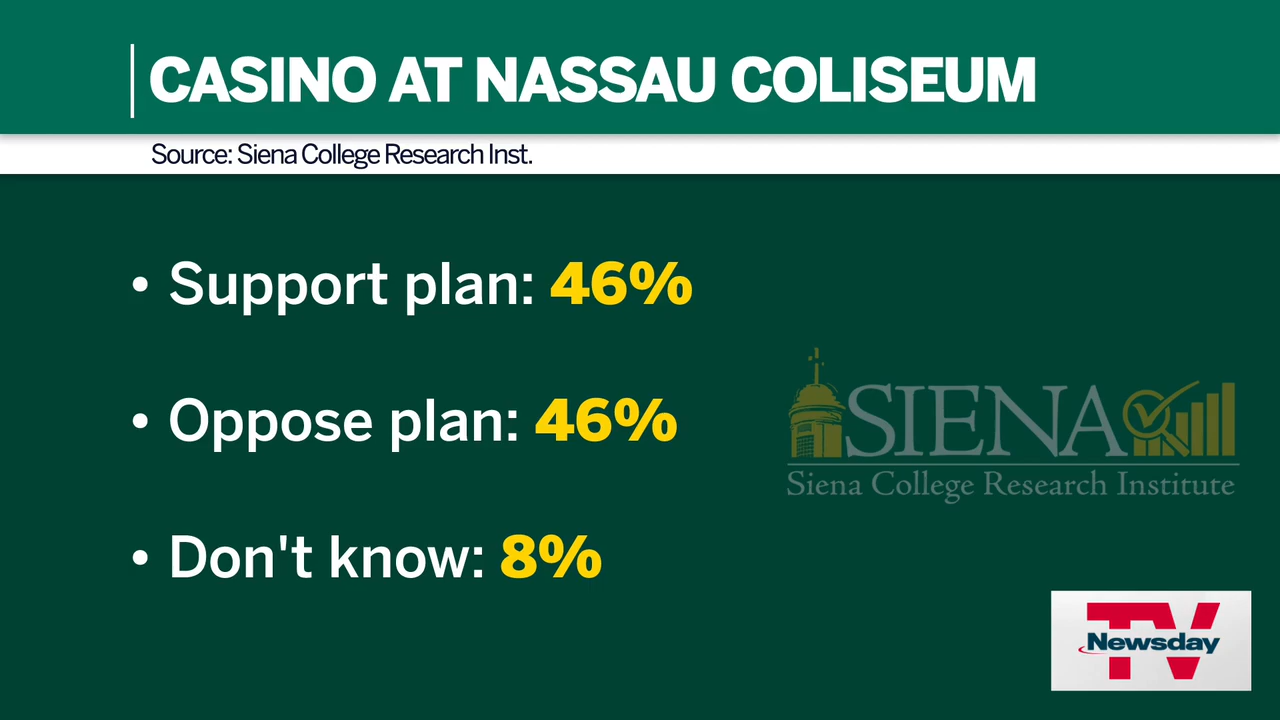 CASINO AT NASSAU COLISEUM
Source: Siena College Research Inst.
• Support plan: 46%
• Oppose plan: 46%
• Don't know: 8%
SIENA
Siena College Research Institute
TV
Newsday